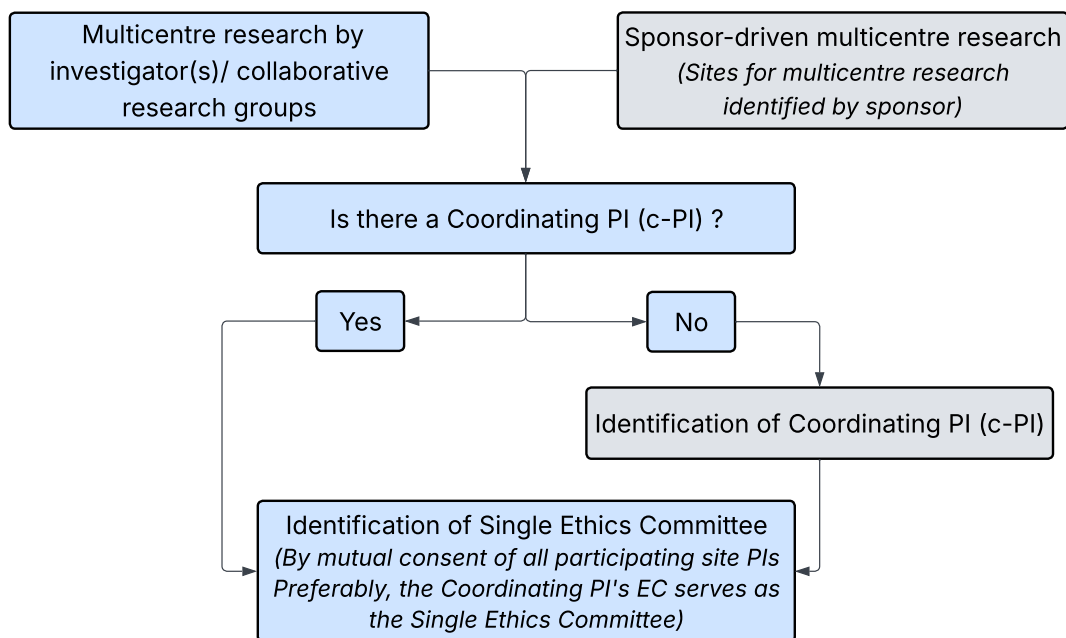 Multicentre research by
investigator(s)/ collaborative
research groups
Sponsor-driven multicentre research
(Sites for multicentre research
identified by sponsor)
Is there a Coordinating PI (c-PI) ?
Yes
No
Identification of Coordinating PI (c-PI)
Identification of Single Ethics Committee
(By mutual consent of all participating site PIs
Preferably, the Coordinating PI's EC serves as
the Single Ethics Committee)